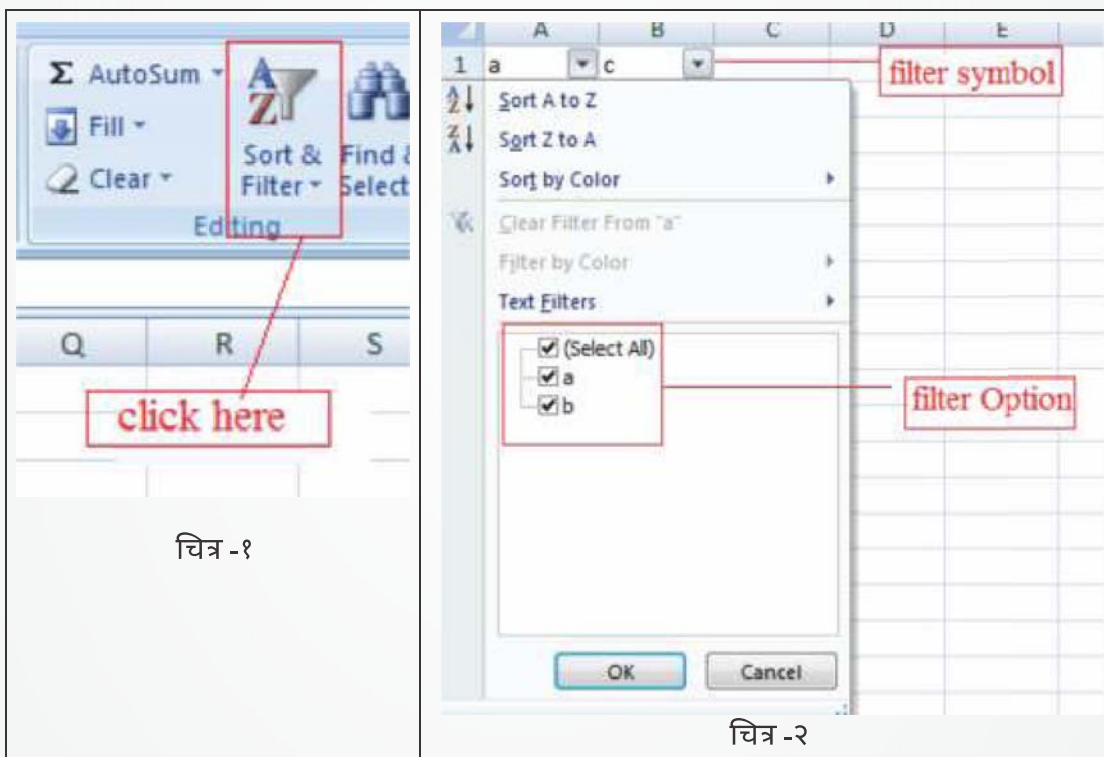 Σ AutoSum
Fill
Clear
Sort &
Filter
Find &
Select
Editing
Q R S
click here
चित्र -१
A B C D E
1 a c
filter symbol
Sort A to Z
Sort Z to A
Sort by Color
Clear Filter From "a"
Filter by Color
Text Filters
(Select All)
a
b
filter Option
OK Cancel
चित्र -२